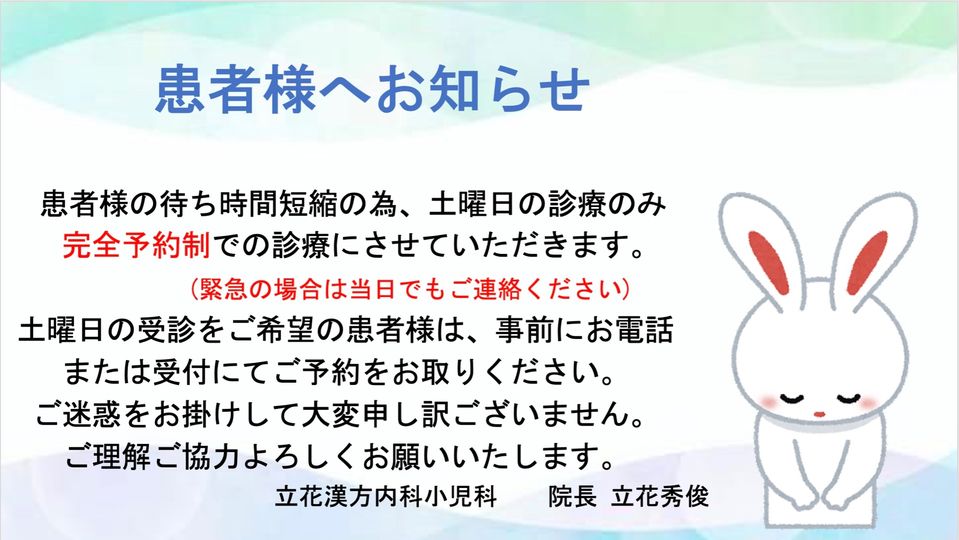 患者様へお知らせ
患者様の待ち時間短縮の為、土曜日の診療のみ
完全予約制での診療にさせていただきます。
（緊急の場合は当日でもご連絡ください）
土曜日の受診をご希望の患者様は、事前にお電話
または受付にてご予約をお取りください。
ご迷惑をお掛けして大変申し訳ございません。
ご理解ご協力よろしくお願いいたします。
立花漢方内科小児科　　院長 立花秀俊